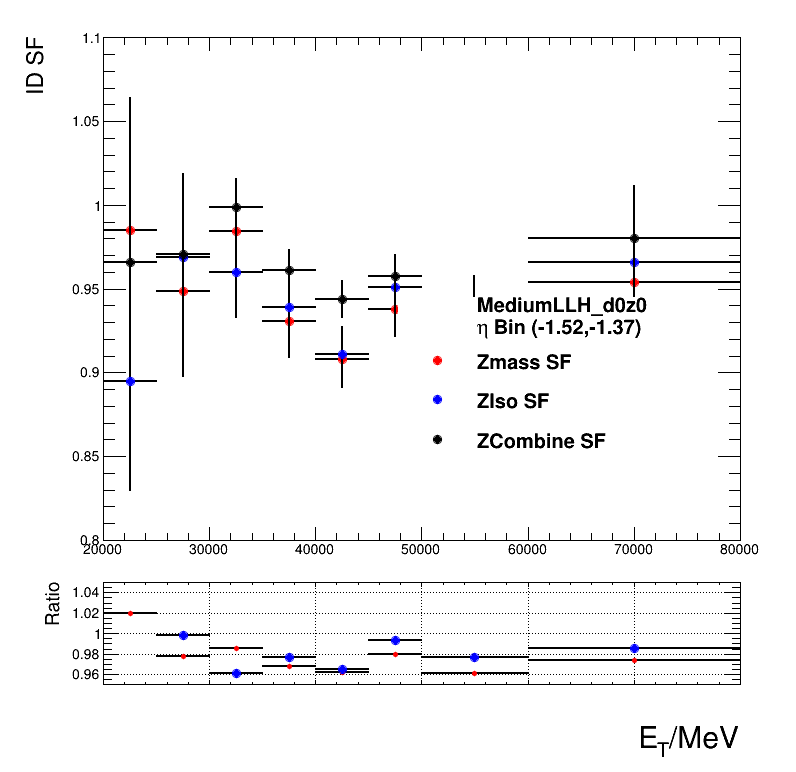 ID SF
1.1
1.05
1
0.95
0.9
0.85
0.8
MediumLLH_d0z0
η Bin (-1.52,-1.37)
Zmass SF
ZIso SF
ZCombine SF
20000 30000 40000 50000 60000 70000 80000
Ratio
1.04
1.02
1
0.98
0.96
E_T/MeV